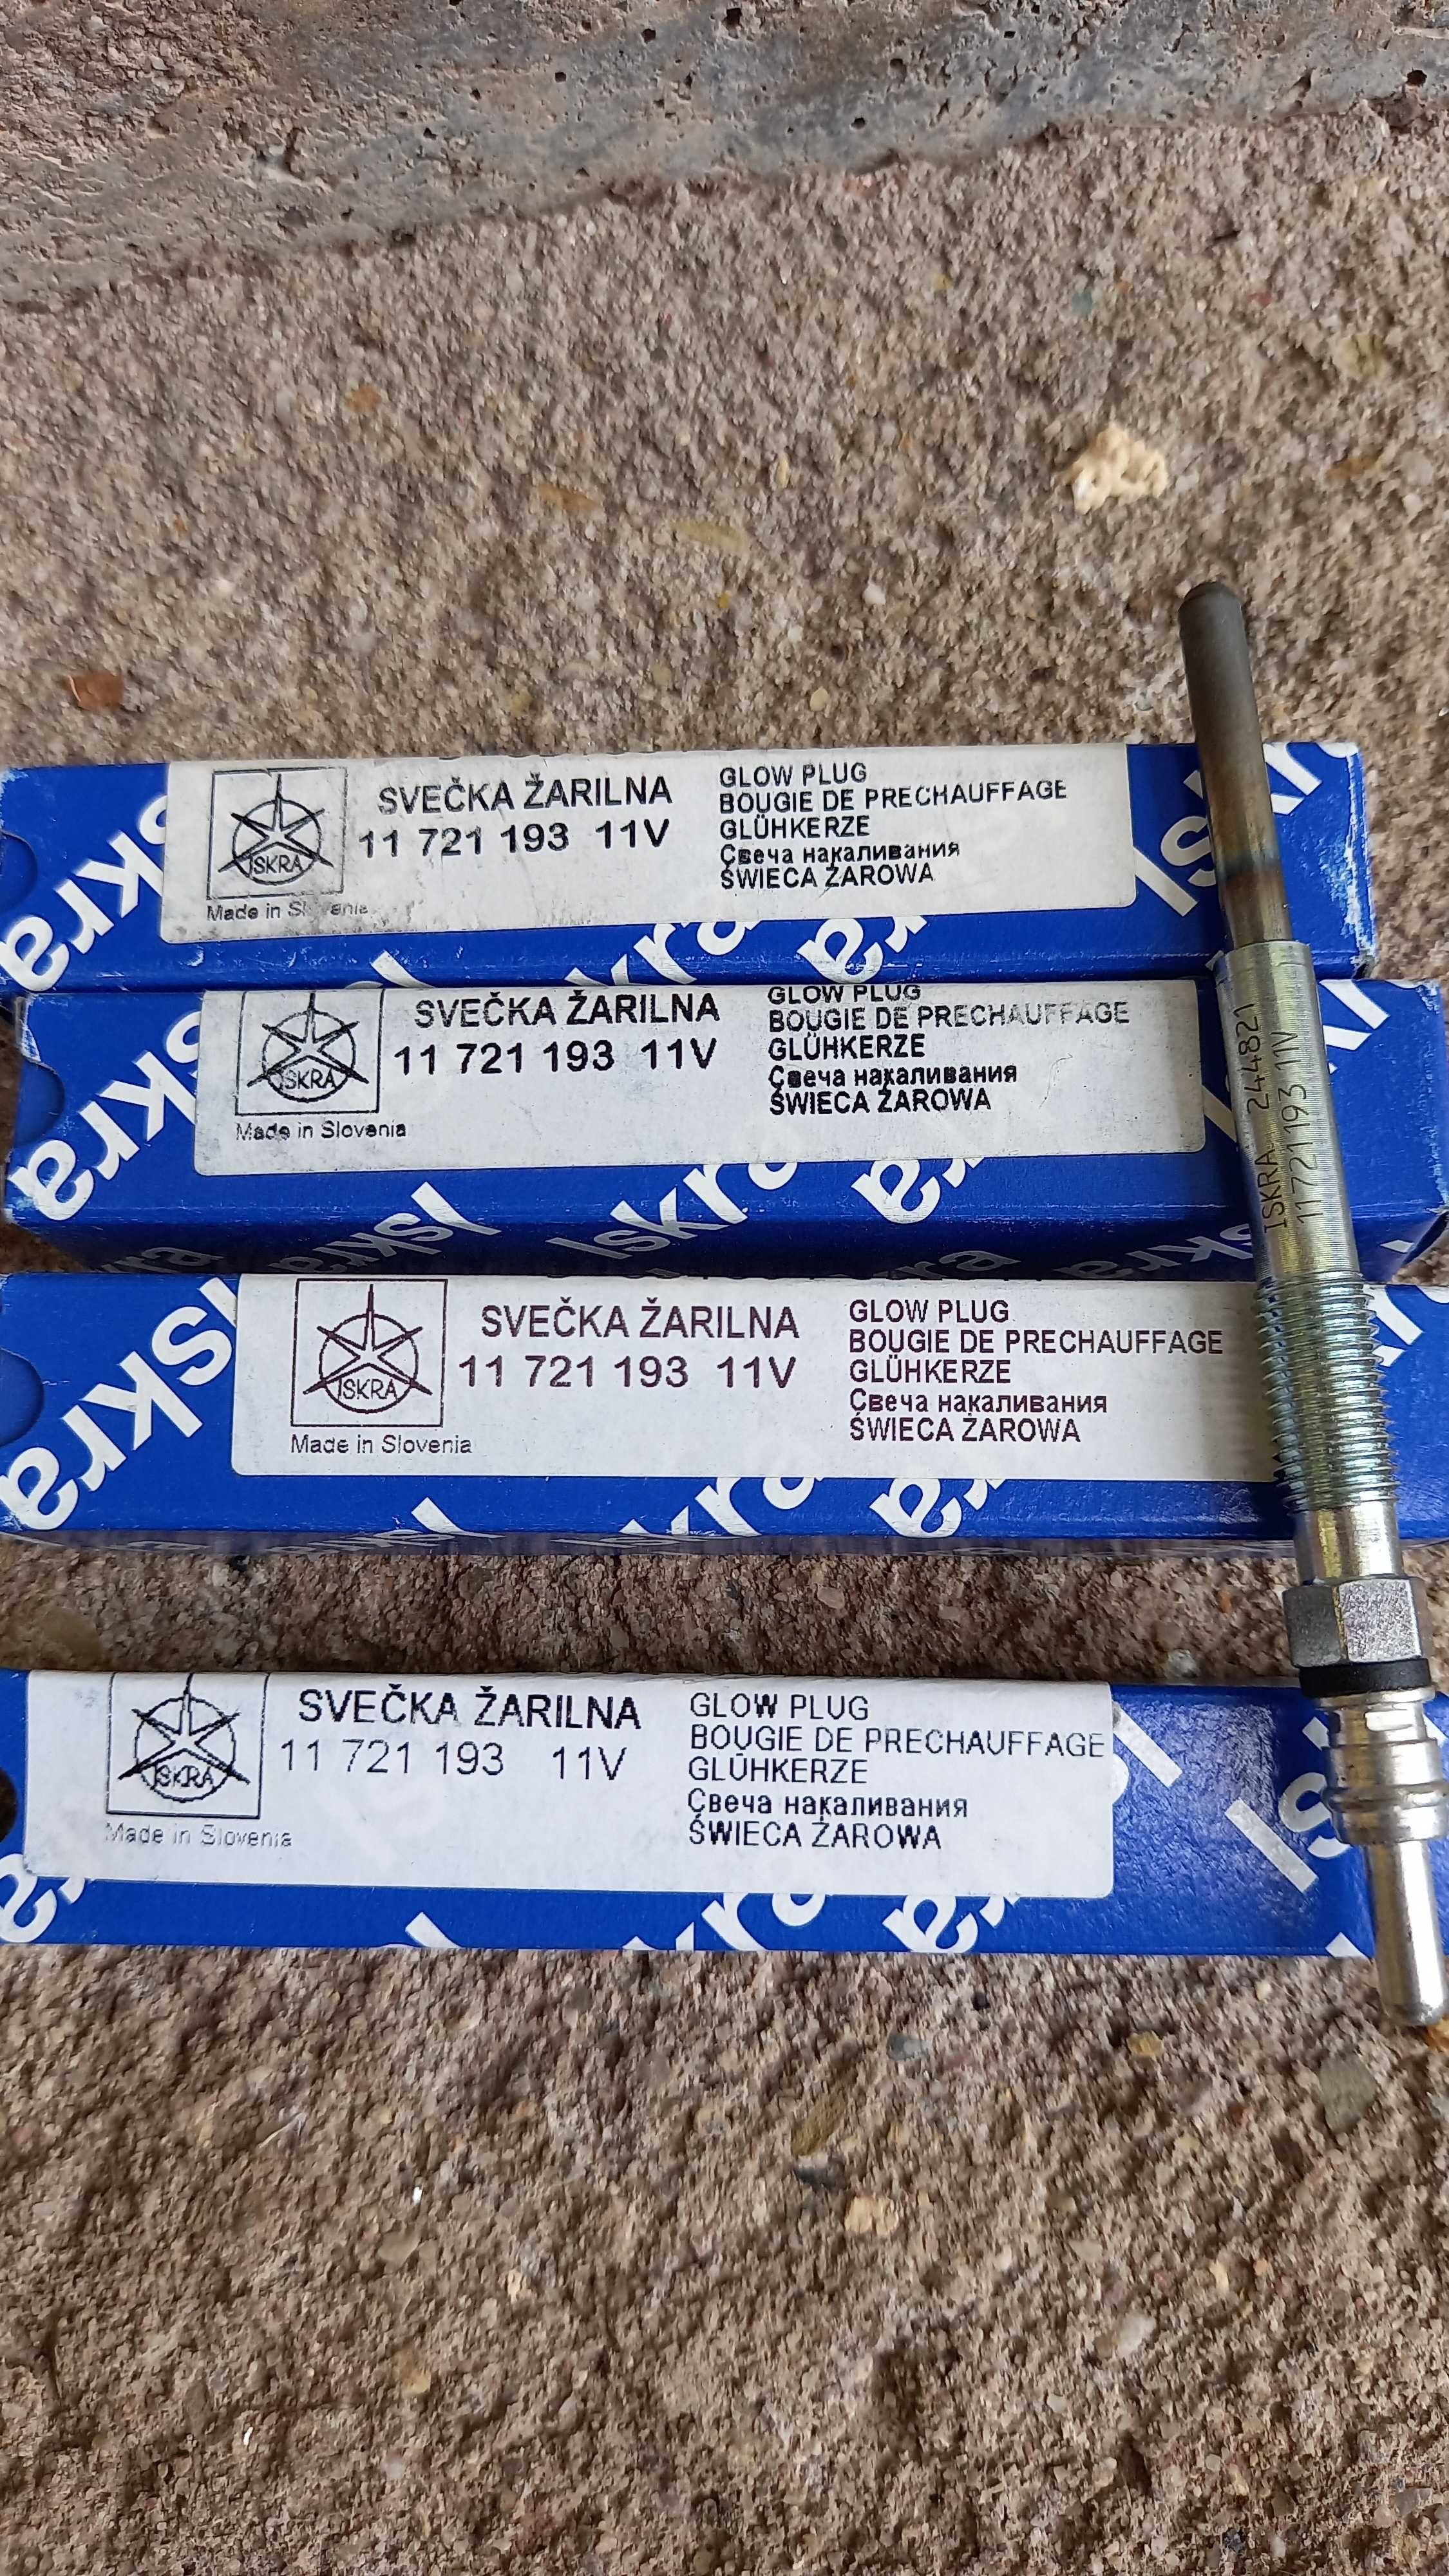 Iskra
ISKRA
SVEČKA ŽARILNA
11 721 193 11V
Made in Slovenia
GLOW PLUG
BOUGIE DE PRECHAUFFAGE
GLÜHKERZE
Свеча накаливания
ŚWIECA ŻAROWA
Iskra
ISKRA
SVEČKA ŽARILNA
11 721 193 11V
Made in Slovenia
GLOW PLUG
BOUGIE DE PRECHAUFFAGE
GLÜHKERZE
Свеча накаливания
ŚWIECA ŻAROWA
ISKRA 244821
11721193 11V
Iskra
ISKRA
SVEČKA ŽARILNA
11 721 193 11V
Made in Slovenia
GLOW PLUG
BOUGIE DE PRECHAUFFAGE
GLÜHKERZE
Свеча накаливания
ŚWIECA ŻAROWA
ISKRA
SVEČKA ŽARILNA
11 721 193 11V
Made in Slovenia
GLOW PLUG
BOUGIE DE PRECHAUFFAGE
GLÜHKERZE
Свеча накаливания
ŚWIECA ŻAROWA